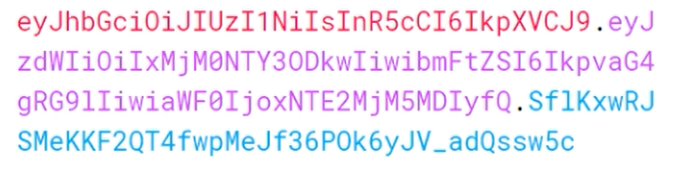 eyJhbGciOiJIUzI1NiIsInR5cCI6IkpXVCJ9.eyJ
zdWIiOiIxMjM0NTY3ODkwIiwibmFtZSI6IkpvaG4
gRG9lIiwiaWF0IjoxNTE2MjM5MDIyfQ.SflKxwRJ
SMeKKF2QT4fwpMeJf36POk6yJV_adQssw5c